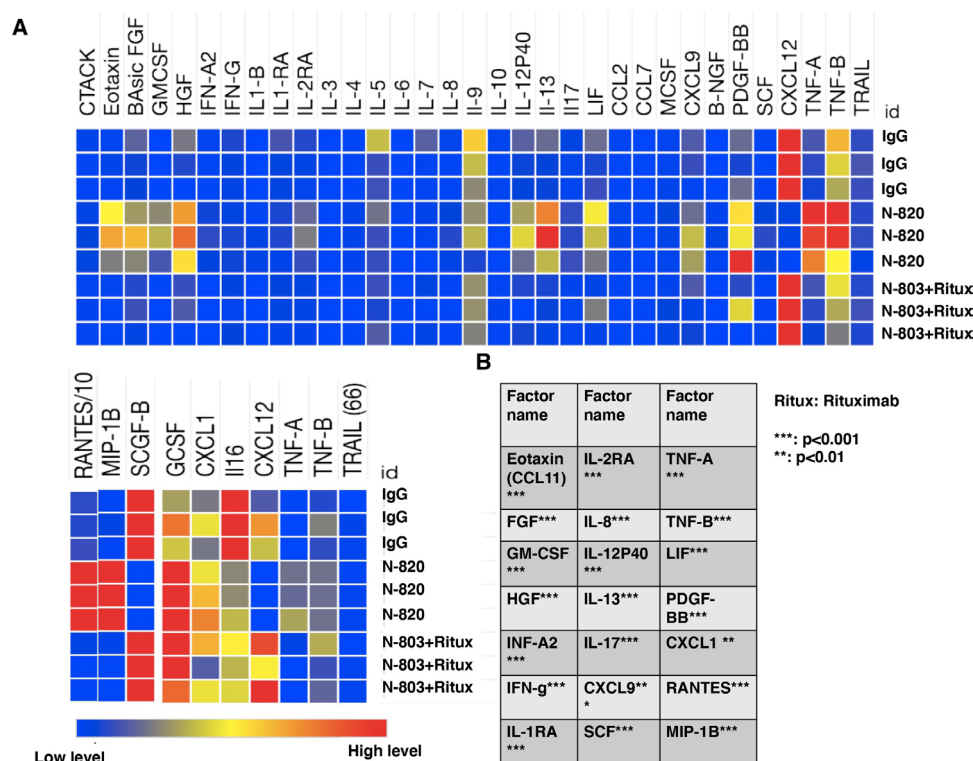 A
CTACK
Eotaxin
BAsic FGF
GMCSF
HGF
IFN-A2
IFN-G
IL1-B
IL1-RA
IL-2RA
IL-3
IL-4
IL-5
IL-6
IL-7
IL-8
Il-9
IL-10
IL-12P40
Il-13
Il17
LIF
CCL2
CCL7
MCSF
CXCL9
B-NGF
PDGF-BB
SCF
CXCL12
TNF-A
TNF-B
TRAIL
id
IgG
IgG
IgG
N-820
N-820
N-820
N-803+Ritux
N-803+Ritux
N-803+Ritux
RANTES/10
MIP-1B
SCGF-B
GCSF
CXCL1
Il16
CXCL12
TNF-A
TNF-B
TRAIL (66)
id
IgG
IgG
IgG
N-820
N-820
N-820
N-803+Ritux
N-803+Ritux
N-803+Ritux
Low level
High level
B
Factor name
Factor name
Factor name
Eotaxin (CCL11) ***
IL-2RA ***
TNF-A ***
FGF***
IL-8***
TNF-B***
GM-CSF ***
IL-12P40 ***
LIF***
HGF***
IL-13***
PDGF-BB***
INF-A2 ***
IL-17***
CXCL1 **
IFN-g***
CXCL9***
RANTES***
IL-1RA ***
SCF***
MIP-1B***
Ritux: Rituximab
***: p<0.001
**: p<0.01